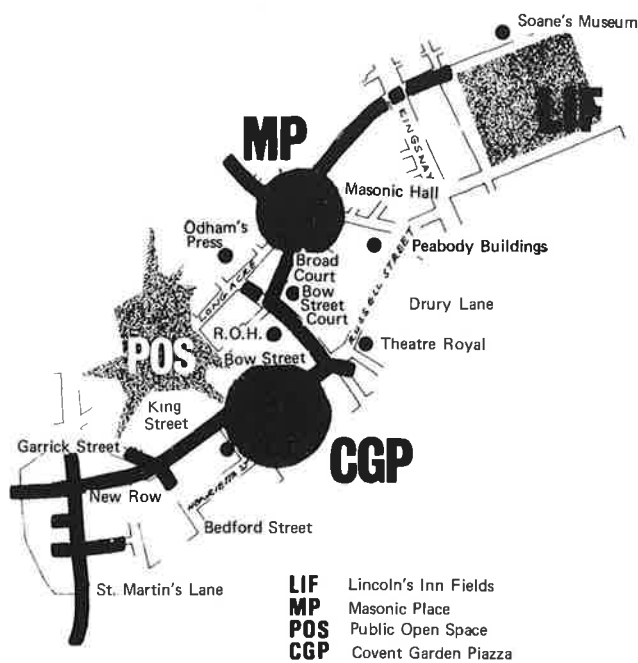 Soane's Museum
LIF
KINGSWAY
MP
Masonic Hall
Odham's
Press
Peabody Buildings
Broad
Court
LONG ACRE
Bow
Street
Court
RUSSELL STREET
Drury Lane
R.O.H.
Theatre Royal
POS
Bow Street
King
Street
Garrick Street
CGP
HENRIETTA ST
New Row
Bedford Street
St. Martin's Lane
LIF Lincoln's Inn Fields
MP Masonic Place
POS Public Open Space
CGP Covent Garden Piazza